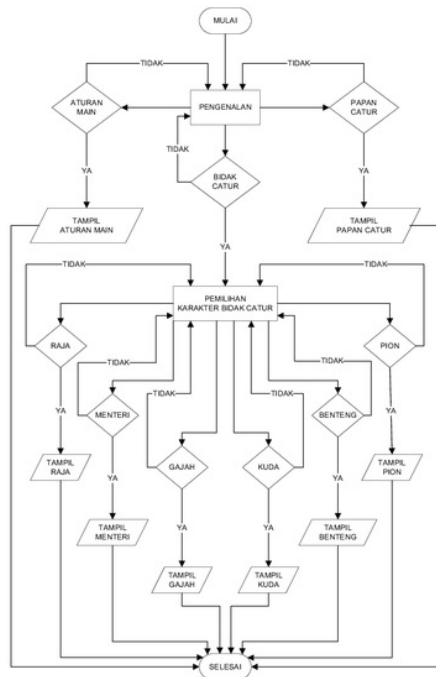 MULAI
TIDAK
TIDAK
ATURAN
MAIN
PENGENALAN
PAPAN
CATUR
TIDAK
BIDAK
CATUR
YA
YA
TAMPIL
ATURAN MAIN
TAMPIL
PAPAN CATUR
YA
TIDAK
TIDAK
PEMILIHAN
KARAKTER BIDAK CATUR
RAJA
PION
TIDAK
TIDAK
MENTERI
TIDAK
TIDAK
BENTENG
YA
YA
GAJAH
KUDA
TAMPIL
RAJA
TAMPIL
PION
YA
YA
TAMPIL
MENTERI
YA
YA
TAMPIL
BENTENG
TAMPIL
GAJAH
TAMPIL
KUDA
SELESAI